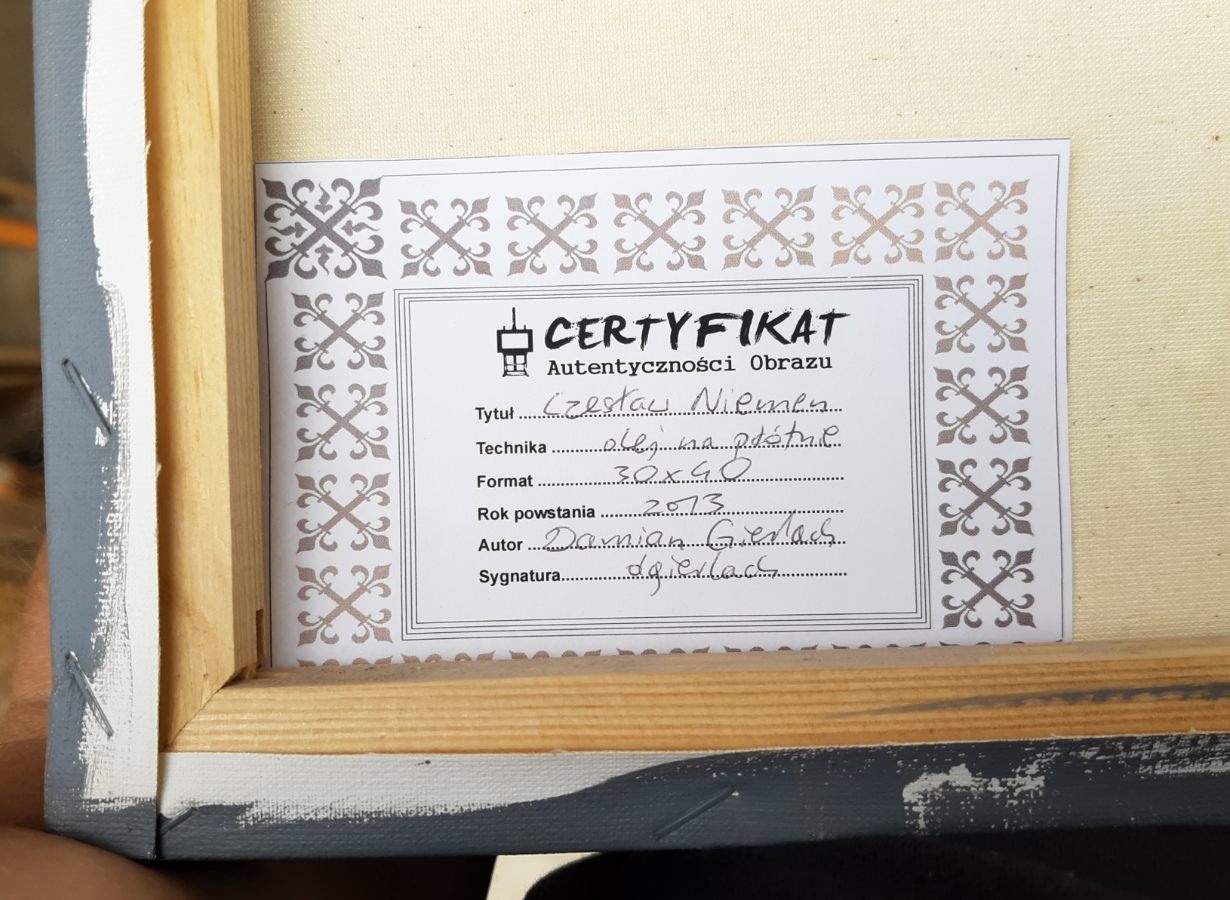 CERTYFIKAT
Autentyczności Obrazu
Tytuł Czesław Niemen
Technika olej na płótnie
Format 30x40
Rok powstania 2013
Autor Damian Gierlach
Sygnatura dgierlach